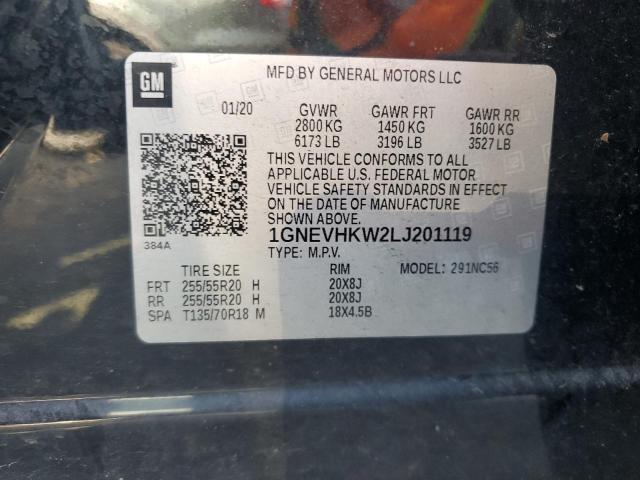 GM
MFD BY GENERAL MOTORS LLC
01/20 GVWR GAWR FRT GAWR RR
2800 KG 1450 KG 1600 KG
6173 LB 3196 LB 3527 LB
THIS VEHICLE CONFORMS TO ALL
APPLICABLE U.S. FEDERAL MOTOR
VEHICLE SAFETY STANDARDS IN EFFECT
ON THE DATE OF MANUFACTURE
SHOWN ABOVE.
384A
1GNEVHKW2LJ201119
TYPE: M.P.V. MODEL: 291NC56
TIRE SIZE RIM
FRT 255/55R20 H 20X8J
RR 255/55R20 H 20X8J
SPA T135/70R18 M 18X4.5B